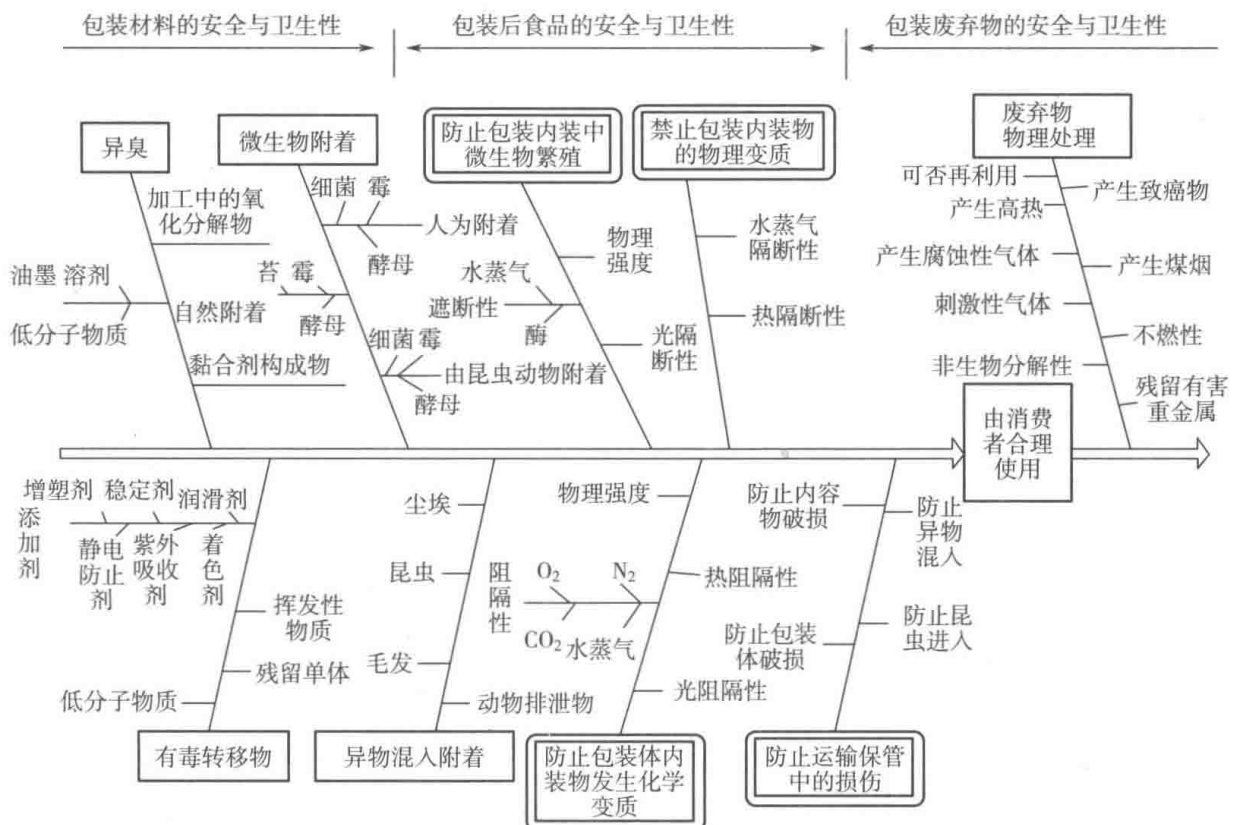 包装材料的安全与卫生性
包装后食品的安全与卫生性
包装废弃物的安全与卫生性
异臭
加工中的氧
化分解物
油墨 溶剂
低分子物质
黏合剂构成物
微生物附着
细菌 霉
人为附着
酵母
苔 霉
自然附着
酵母
细菌霉
由昆虫动物附着
酵母
防止包装内装中
微生物繁殖
物理
强度
水蒸气
遮断性
酶
光隔
断性
禁止包装内装物
的物理变质
水蒸气
隔断性
热隔断性
废弃物
物理处理
可否再利用
产生致癌物
产生高热
产生腐蚀性气体
产生煤烟
刺激性气体
不燃性
非生物分解性
残留有害
重金属
由消费
者合理
使用
增塑剂 稳定剂 润滑剂
添
加
剂
静电
防止
剂
紫外
吸收
剂
着
色
剂
挥发性
物质
残留单体
低分子物质
有毒转移物
尘埃
昆虫
毛发
动物排泄物
异物混入附着
物理强度
阻
隔
性
O₂ N₂
CO₂ 水蒸气
热阻隔性
光阻隔性
防止包装体内
装物发生化学
变质
防止内容
物破损
防止
异物
混入
防止包装
体破损
防止昆
虫进入
防止运输保管
中的损伤